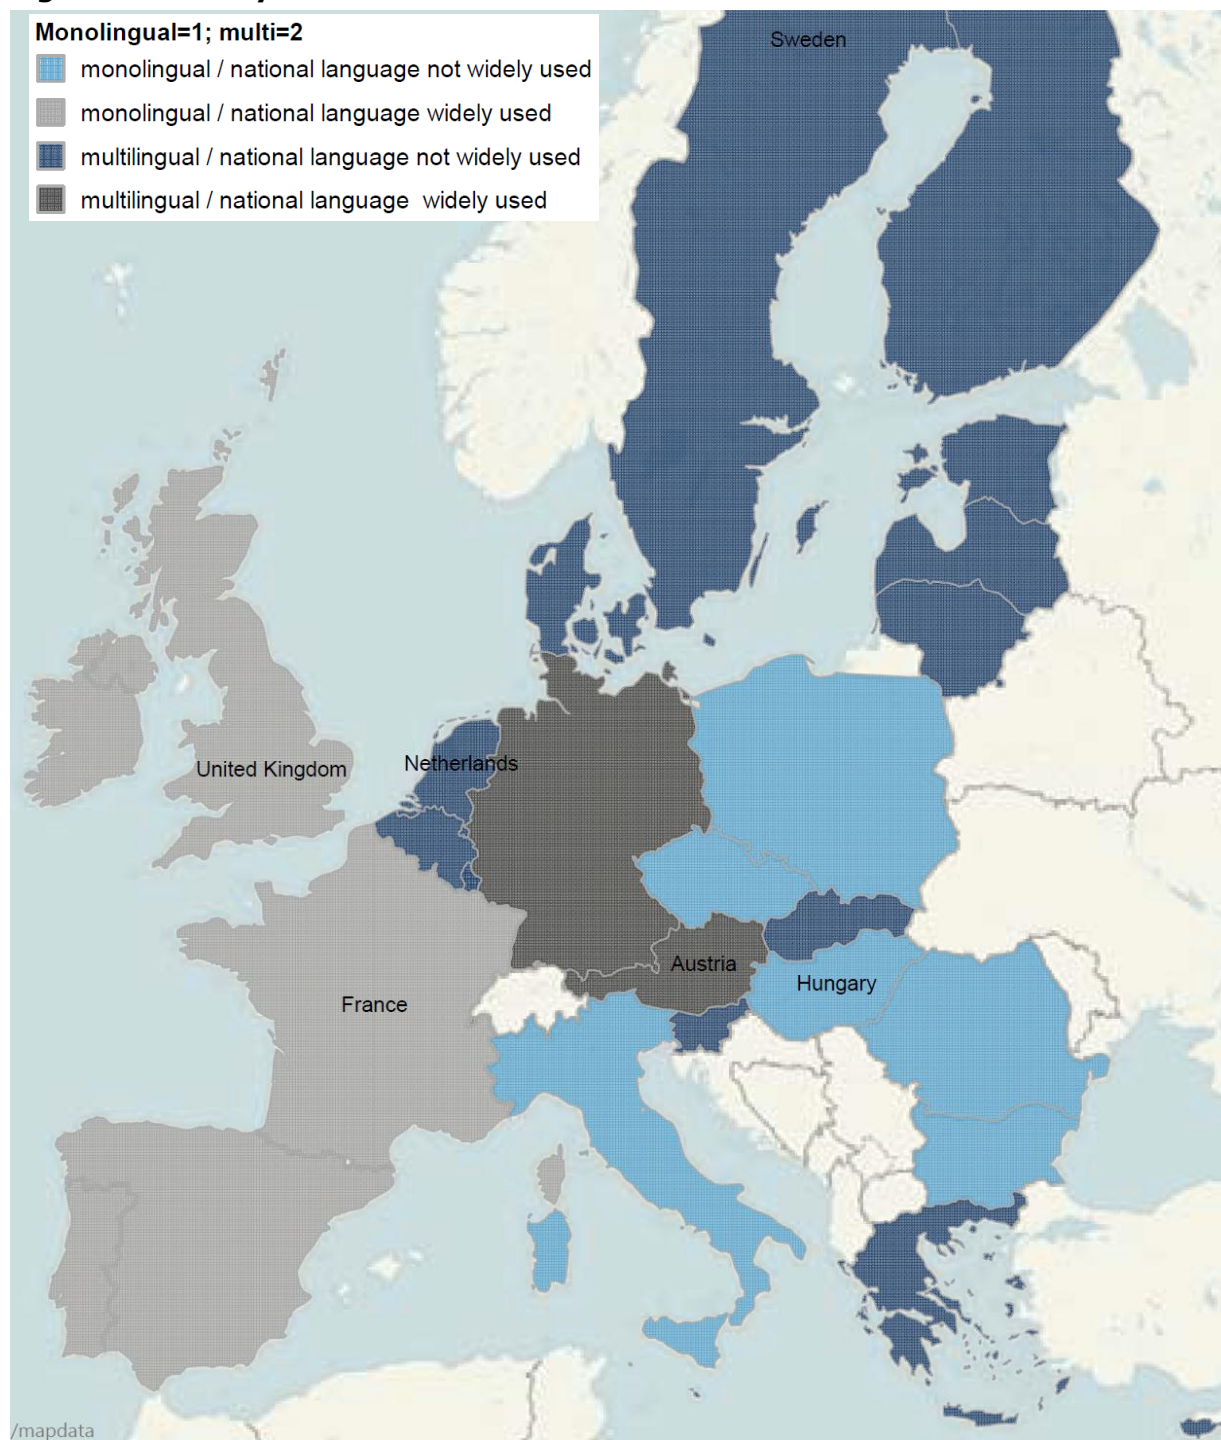 Monolingual=1; multi=2
monolingual / national language not widely used
monolingual / national language widely used
multilingual / national language not widely used
multilingual / national language  widely used
Sweden
United Kingdom
Netherlands
Austria
Hungary
France
/mapdata